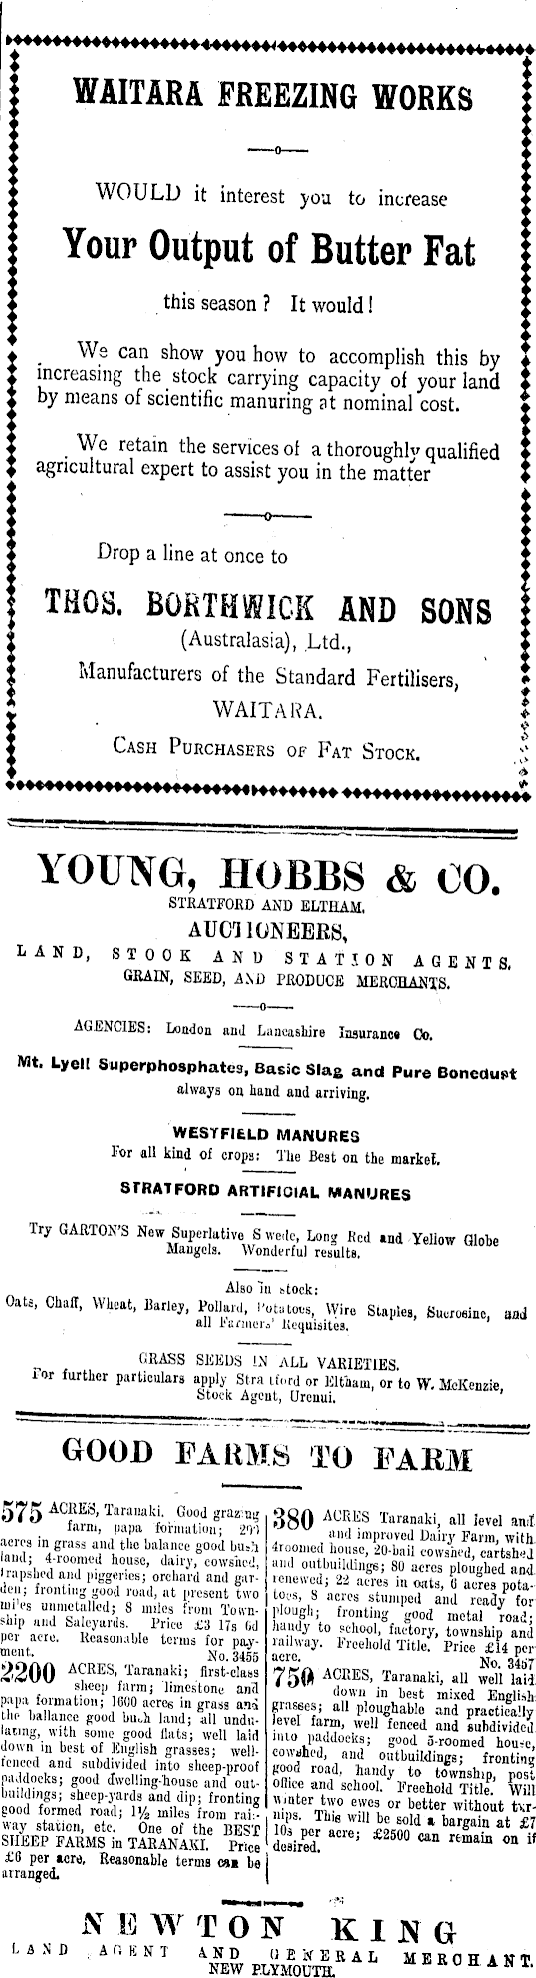 WAITARA FREEZING WORKS
WOULD it interest you to increase
Your Output of Butter Fat
this season? It would!
We can show you how to accomplish this by
increasing the stock carrying capacity of your land
by means of scientific manuring at nominal cost.
We retain the services of a thoroughly qualified
agricultural expert to assist you in the matter
Drop a line at once to
THOS. BORTHWICK AND SONS
(Australasia), Ltd.,
Manufacturers of the Standard Fertilisers,
WAITARA.
CASH PURCHASERS OF FAT STOCK.
YOUNG, HOBBS & CO.
STRATFORD AND ELTHAM,
AUCTIONEERS,
LAND, STOCK AND STATION AGENTS.
GRAIN, SEED, AND PRODUCE MERCHANTS.
AGENCIES: London and Lancashire Insurance Co.
Mt. Lyell Superphosphates, Basic Slag and Pure Bonedust
always on hand and arriving.
WESTFIELD MANURES
For all kind of crops: The Best on the market.
STRATFORD ARTIFICIAL MANURES
Try GARTON'S New Superlative Swede, Long Red and Yellow Globe
Mangels. Wonderful results.
Also in stock:
Oats, Chaff, Wheat, Barley, Pollard, Potatoes, Wire Staples, Sucrosine, and
all Farmers' Requisites.
GRASS SEEDS IN ALL VARIETIES.
For further particulars apply Stratford or Eltham, or to W. McKenzie,
Stock Agent, Urenui.
GOOD FARMS TO FARM
575 ACRES, Taranaki. Good grazing
farm, papa formation; 200
acres in grass and the balance good bush
land; 4-roomed house, dairy, cowshed,
trapshed and piggeries; orchard and gar-
den; fronting good road, at present two
miles unmetalled; 8 miles from Town-
ship and Saleyards. Price £3 17s 6d
per acre. Reasonable terms for pay-
ment. No. 3455
2200 ACRES, Taranaki; first-class
sheep farm; limestone and
papa formation; 1600 acres in grass and
the ballance good bush land; all undu-
lating, with some good flats; well laid
down in best of English grasses; well-
fenced and subdivided into sheep-proof
paddocks; good dwelling-house and out-
buildings; sheep-yards and dip; fronting
good formed road; 1½ miles from rail-
way station, etc. One of the BEST
SHEEP FARMS in TARANAKI. Price
£6 per acre. Reasonable terms can be
arranged.
380 ACRES Taranaki, all level and
and improved Dairy Farm, with
4roomed house, 20-bail cowshed, cartshed
and outbuildings; 80 acres ploughed and
renewed; 22 acres in oats, 6 acres pota-
toes, 8 acres stumped and ready for
plough; fronting good metal road;
handy to school, factory, township and
railway. Freehold Title. Price £14 per
acre. No. 3457
750 ACRES, Taranaki, all well laid
down in best mixed English
grasses; all ploughable and practically
level farm, well fenced and subdivided
into paddocks; good 5-roomed house,
cowshed, and outbuildings; fronting
good road, handy to township, post
office and school. Freehold Title. Will
winter two ewes or better without tur-
nips. This will be sold a bargain at £7
10s per acre; £2500 can remain on if
desired.
NEWTON KING
LAND AGENT AND GENERAL MERCHANT.
NEW PLYMOUTH.